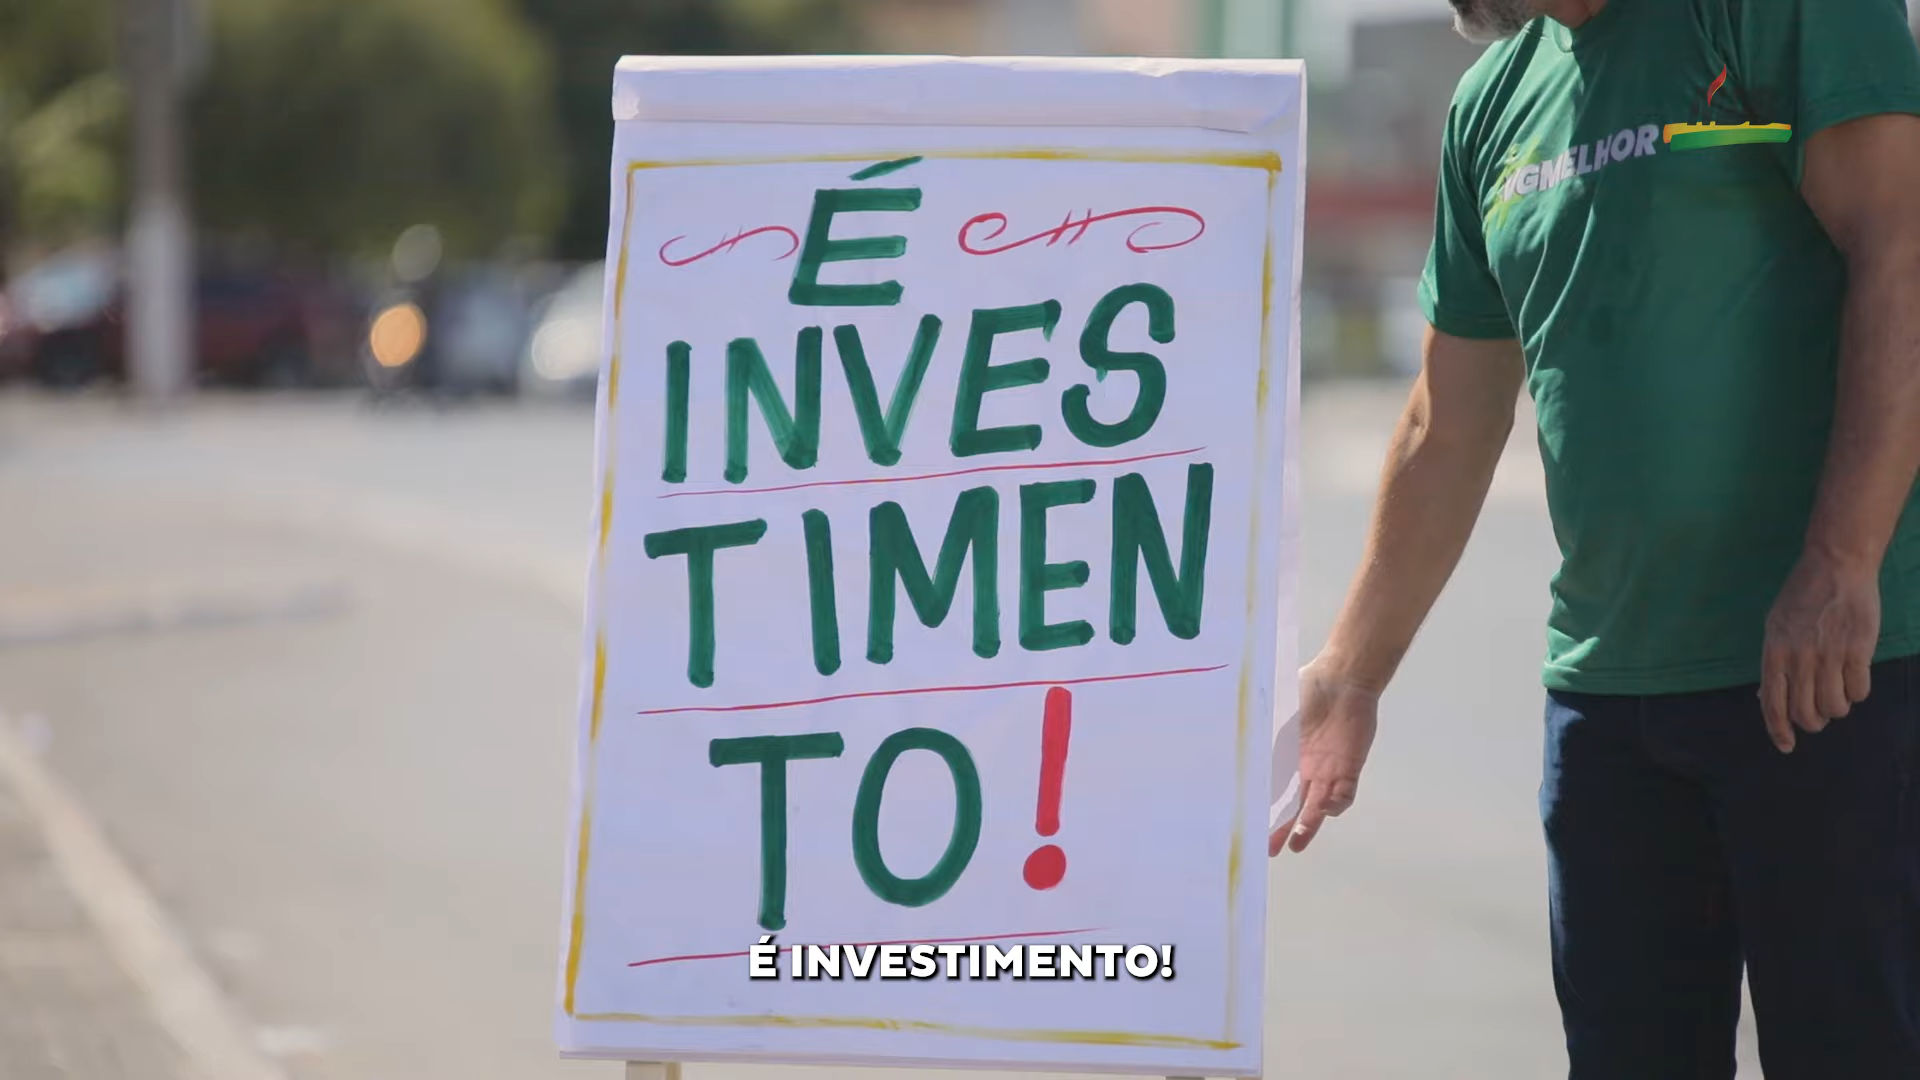 É
INVES
TIMEN
TO!
VGMELHOR
É INVESTIMENTO!